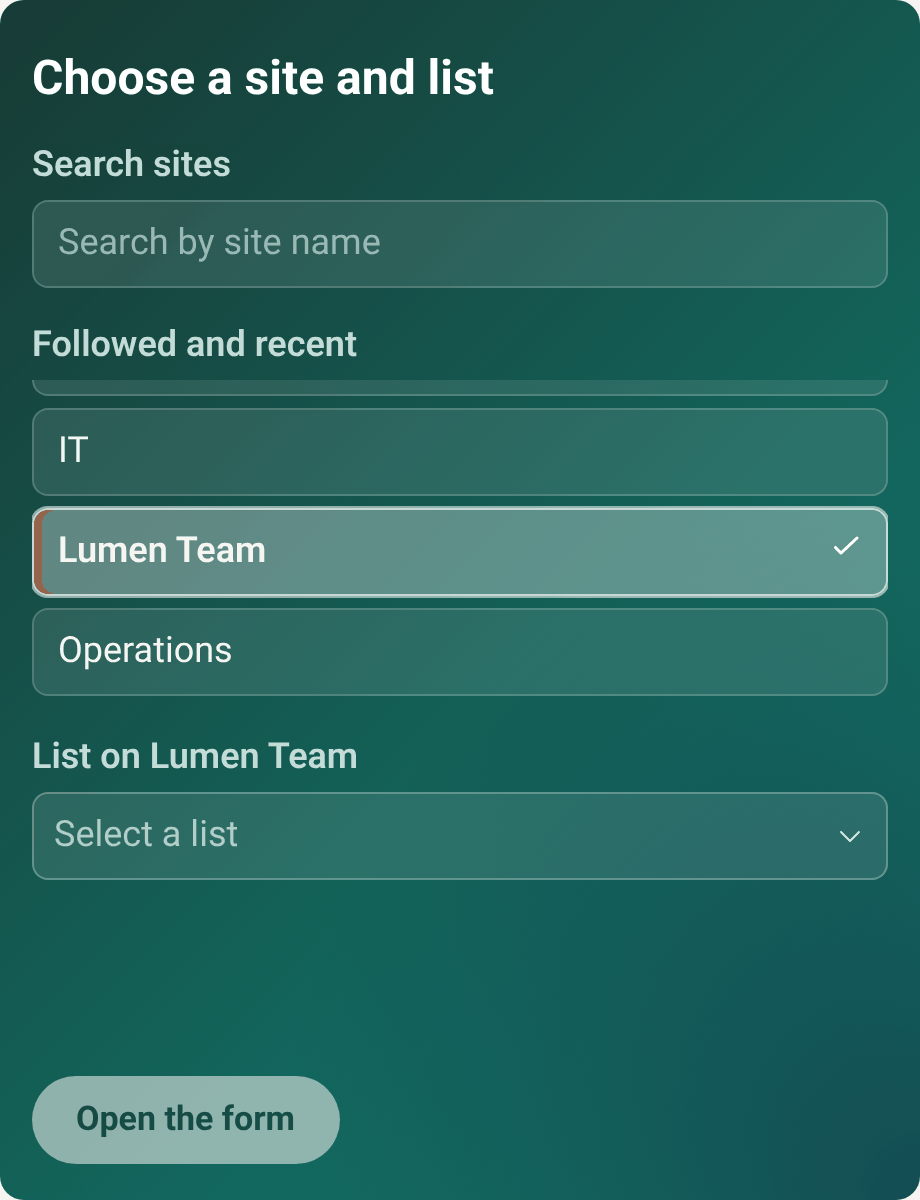 Choose a site and list
Search sites
Search by site name
Followed and recent
IT
Lumen Team
Operations
List on Lumen Team
Select a list
Open the form